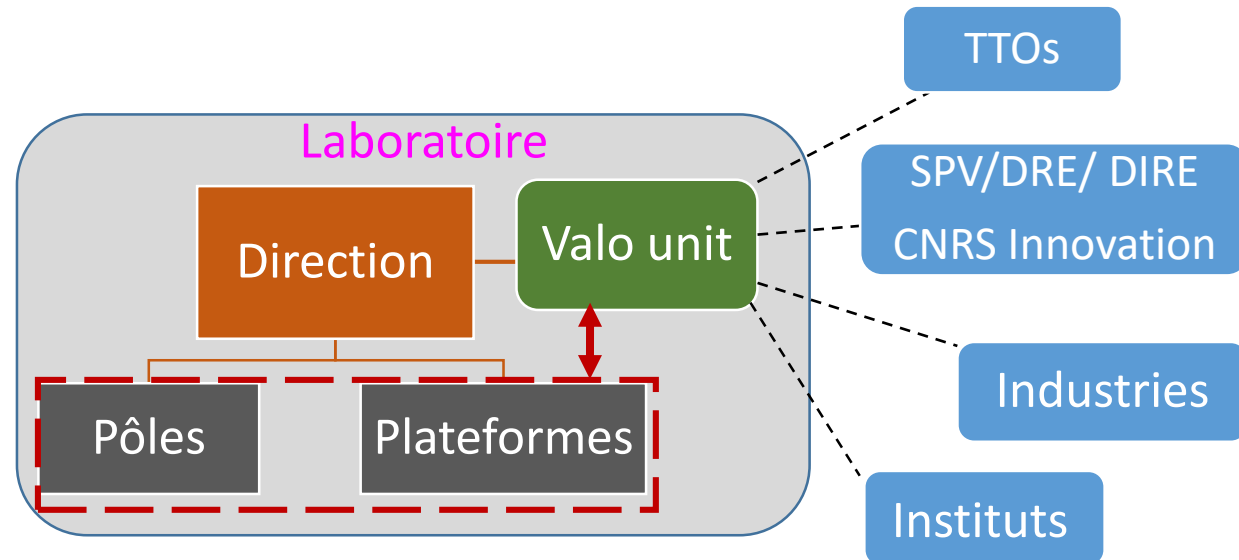 TTOs
Laboratoire
SPV/DRE/ DIRE
CNRS Innovation
Direction
Valo unit
Industries
Pôles
Plateformes
Instituts